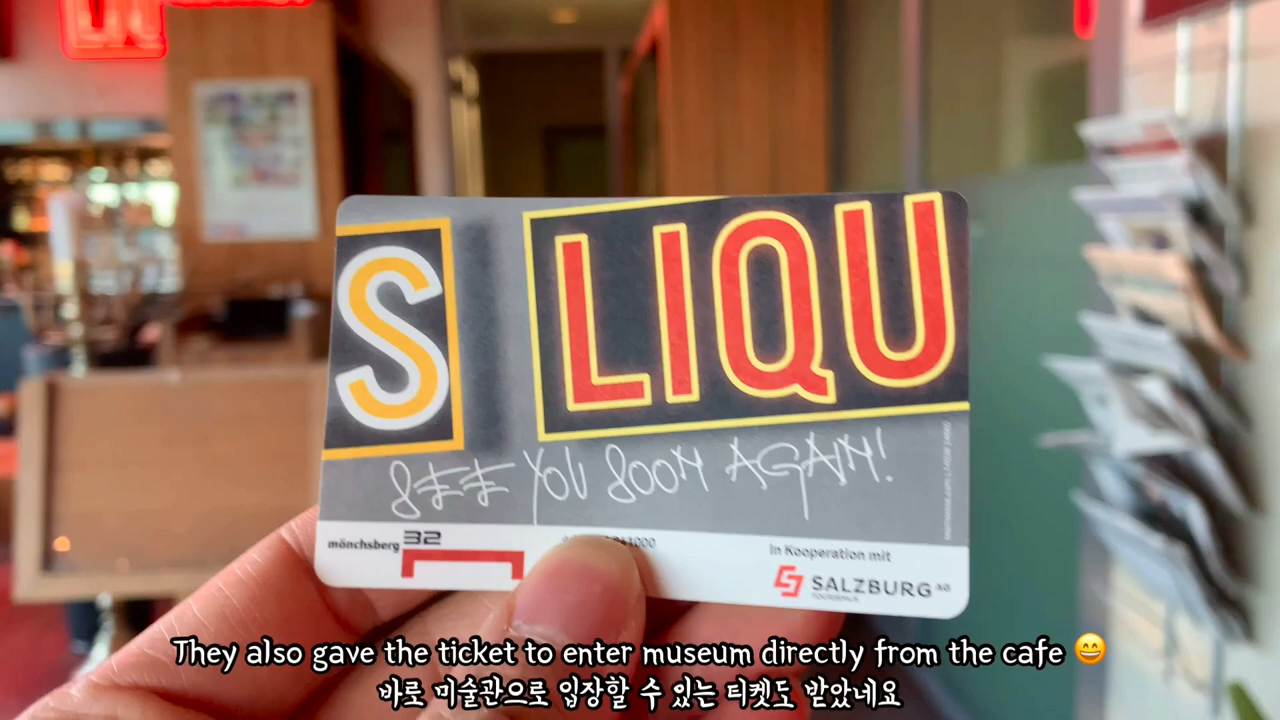 S LIQU
SEE YOU SOON AGAIN!
mönchsberg 32
In Kooperation mit
SALZBURG AG
TOURISMUS
They also gave the ticket to enter museum directly from the cafe 😄
바로 미술관으로 입장할 수 있는 티켓도 받았네요